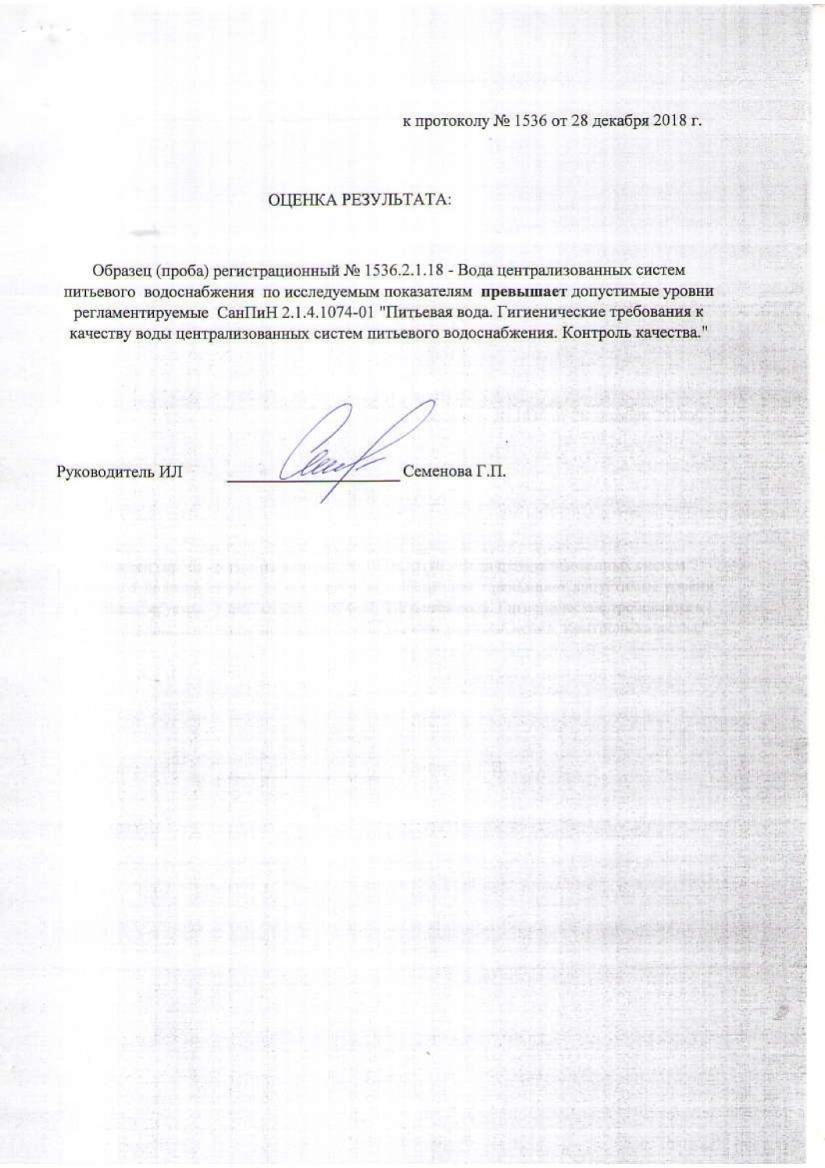 к протоколу № 1536 от 28 декабря 2018 г.
ОЦЕНКА РЕЗУЛЬТАТА:
Образец (проба) регистрационный № 1536.2.1.18 - Вода централизованных систем
питьевого водоснабжения по исследуемым показателям превышает допустимые уровни
регламентируемые СанПиН 2.1.4.1074-01 "Питьевая вода. Гигиенические требования к
качеству воды централизованных систем питьевого водоснабжения. Контроль качества."
Руководитель ИЛ Семенова Г.П.